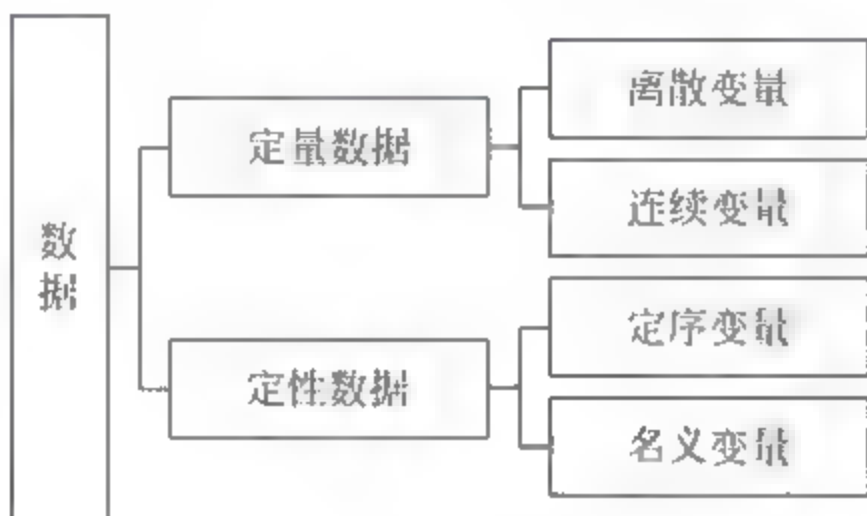 数
据
定量数据
离散变量
连续变量
定性数据
定序变量
名义变量